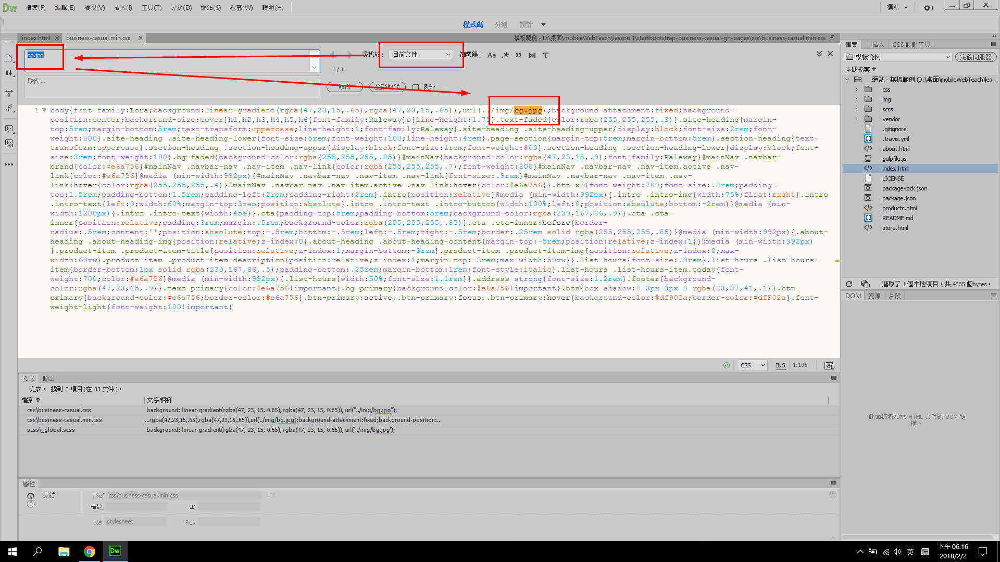 Dw 檔案(F) 編輯(E) 檢視(V) 插入(I) 工具(T) 尋找(D) 網站(S) 視窗(W) 說明(H) 標準
程式碼 分割 設計
index.html × business-casual.min.css × 模板範例 - D:\桌面\mobileWebTeach\lesson 1\startbootstrap-business-casual-gh-pages\css\business-casual.min.css
bg.jpg
尋找於: 目前文件 篩選器: Aa .* T
1 / 1
取代 ...
取代 全部取代 例外
1 body{font-family:Lora;background:linear-gradient(rgba(47,23,15,.65),rgba(47,23,15,.65)),url(../img/bg.jpg);background-attachment:fixed;background-
position:center;background-size:cover}h1,h2,h3,h4,h5,h6{font-family:Raleway}p{line-height:1.75}.text-faded{color:rgba(255,255,255,.3)}.site-heading{margin-
top:5rem;margin-bottom:5rem;text-transform:uppercase;line-height:1;font-family:Raleway}.site-heading .site-heading-upper{display:block;font-size:2rem;font-
weight:800}.site-heading .site-heading-lower{font-size:5rem;font-weight:100;line-height:4rem}.page-section{margin-top:5rem;margin-bottom:5rem}.section-heading{text-
transform:uppercase}.section-heading .section-heading-upper{display:block;font-size:1rem;font-weight:800}.section-heading .section-heading-lower{display:block;font-
size:3rem;font-weight:100}.bg-faded{background-color:rgba(255,255,255,.85)}#mainNav{background-color:rgba(47,23,15,.9);font-family:Raleway}#mainNav .navbar-
brand{color:#e6a756}#mainNav .navbar-nav .nav-item .nav-link{color:rgba(255,255,255,.7);font-weight:800}#mainNav .navbar-nav .nav-item.active .nav-
link{color:#e6a756}@media (min-width:992px){#mainNav .navbar-nav .nav-item .nav-link{font-size:.9rem}#mainNav .navbar-nav .nav-item .nav-
link:hover{color:rgba(255,255,255,.4)}#mainNav .navbar-nav .nav-item.active .nav-link:hover{color:#e6a756}}.btn-xl{font-weight:700;font-size:.8rem;padding-
top:1.5rem;padding-bottom:1.5rem;padding-left:2rem;padding-right:2rem}.intro{position:relative}@media (min-width:992px){.intro .intro-img{width:75%;float:right}.intro
.intro-text{left:0;width:60%;margin-top:3rem;position:absolute}.intro .intro-text .intro-button{width:100%;left:0;position:absolute;bottom:-2rem}}@media (min-
width:1200px){.intro .intro-text{width:45%}}.cta{padding-top:5rem;padding-bottom:5rem;background-color:rgba(230,167,86,.9)}.cta .cta-
inner{position:relative;padding:3rem;margin:.5rem;background-color:rgba(255,255,255,.85)}.cta .cta-inner:before{border-
radius:.5rem;content:'';position:absolute;top:-.5rem;bottom:-.5rem;left:-.5rem;right:-.5rem;border:.25rem solid rgba(255,255,255,.85)}@media (min-width:992px){.about-
heading .about-heading-img{position:relative;z-index:0}.about-heading .about-heading-content{margin-top:-5rem;position:relative;z-index:1}}@media (min-width:992px)
{.product-item .product-item-title{position:relative;z-index:1;margin-bottom:-3rem}.product-item .product-item-img{position:relative;z-index:0;max-
width:60vw}.product-item .product-item-description{position:relative;z-index:1;margin-top:-3rem;max-width:50vw}}.list-hours{font-size:.9rem}.list-hours .list-hours-
item{border-bottom:1px solid rgba(230,167,86,.5);padding-bottom:.25rem;margin-bottom:1rem;font-style:italic}.list-hours .list-hours-item.today{font-
weight:700;color:#e6a756}@media (min-width:992px){.list-hours{width:50%;font-size:1.1rem}}.address strong{font-size:1.2rem}.footer{background-
color:rgba(47,23,15,.9)}.text-primary{color:#e6a756!important}.bg-primary{background-color:#e6a756!important}.btn{box-shadow:0 3px 3px 0 rgba(33,37,41,.1)}.btn-
primary{background-color:#e6a756;border-color:#e6a756}.btn-primary:active,.btn-primary:focus,.btn-primary:hover{background-color:#df902a;border-color:#df902a}.font-
weight-light{font-weight:100!important}
CSS INS 1:106
搜尋 輸出
完成。 找到 3 項目(在 33 文件)。
檔案 文字相符
css\business-casual.css background: linear-gradient(rgba(47, 23, 15, 0.65), rgba(47, 23, 15, 0.65)), url("../img/bg.jpg");
css\business-casual.min.css ...rgba(47,23,15,.65),rgba(47,23,15,.65)),url(../img/bg.jpg);background-attachment:fixed;background-position:...
scss\_global.scss background: linear-gradient(rgba(47, 23, 15, 0.65), rgba(47, 23, 15, 0.65)), url('../img/bg.jpg');
屬性
連結 Href css/business-casual.min.css
標題 ID
Rel stylesheet Rev
檔案 插入 CSS 設計工具
模板範例 定義伺服器
本機檔案
網站 - 模板範例 (D:\桌面\mobileWebTeach\les...
css
img
scss
vendor
.gitignore
.travis.yml
about.html
gulpfile.js
index.html
LICENSE
package-lock.json
package.json
products.html
README.md
store.html
選取了 1 個本地項目，共 4665 個bytes。
DOM 資源 片段
此面板將顯示 HTML 文件的 DOM 結
構。
Dw 英 下午 06:16
2018/2/2